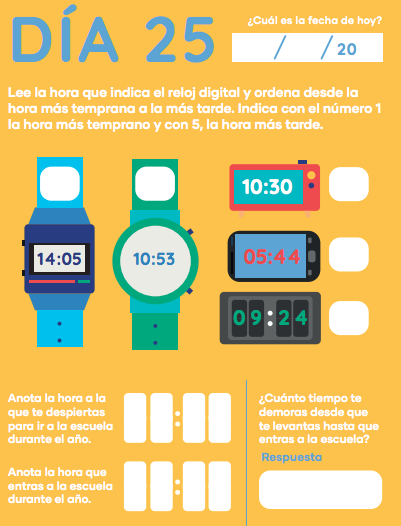 DÍA 25
¿Cuál es la fecha de hoy?
/ / 20
Lee la hora que indica el reloj digital y ordena desde la
hora más temprana a la más tarde. Indica con el número 1
la hora más temprano y con 5, la hora más tarde.
14:05
10:53
10:30
05:44
09:24
Anota la hora a la
que te despiertas
para ir a la escuela
durante el año.
:
Anota la hora que
entras a la escuela
durante el año.
:
¿Cuánto tiempo te
demoras desde que
te levantas hasta que
entras a la escuela?
Respuesta